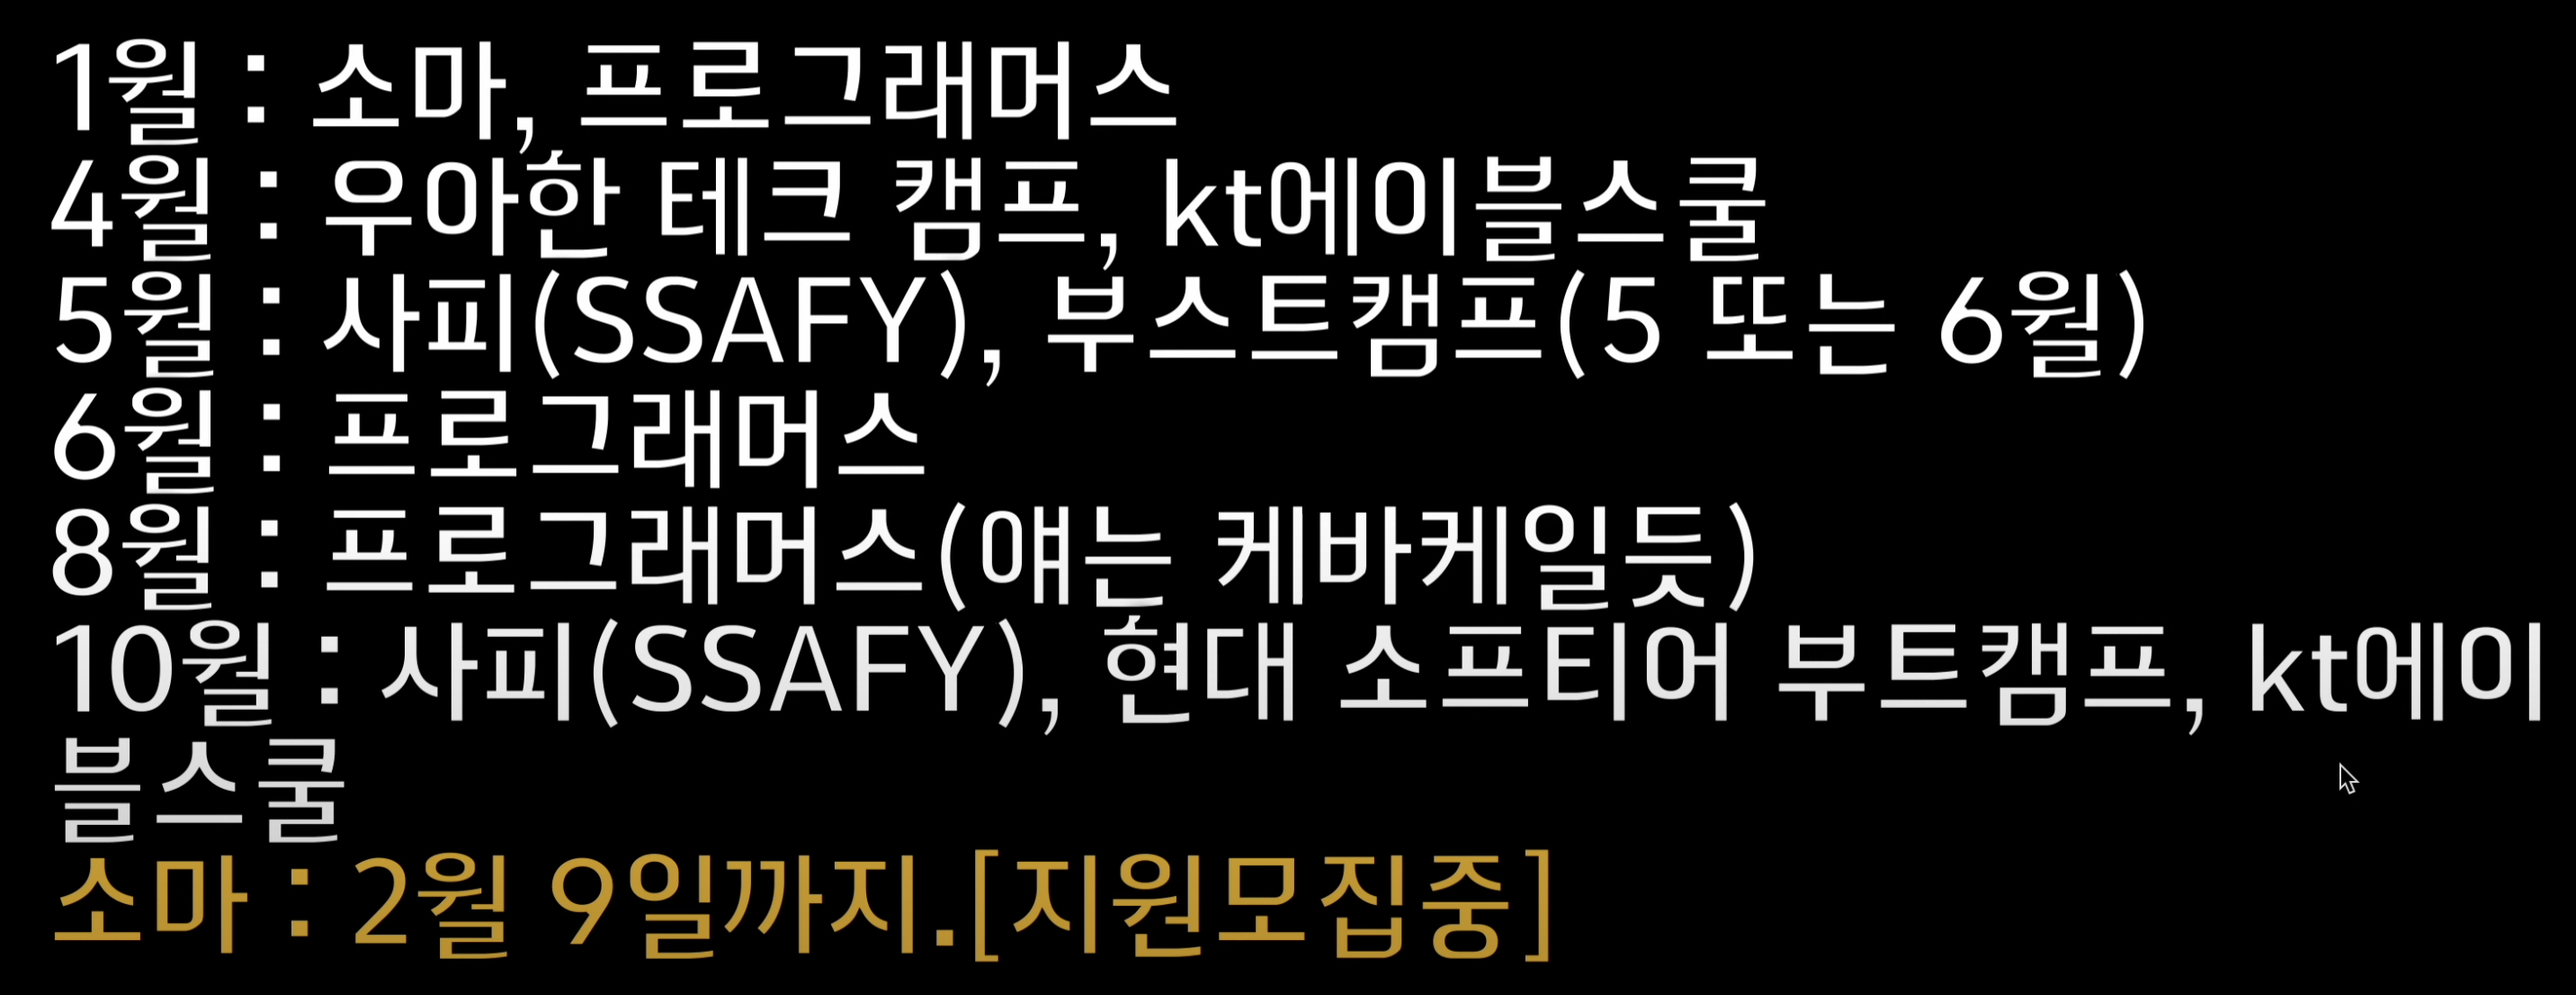 1월 : 소마, 프로그래머스
4월 : 우아한 테크 캠프, kt에이블스쿨
5월 : 사피(SSAFY), 부스트캠프(5 또는 6월)
6월 : 프로그래머스
8월 : 프로그래머스(얘는 케바케일듯)
10월 : 사피(SSAFY), 현대 소프티어 부트캠프, kt에이
블스쿨
소마 : 2월 9일까지.[지원모집중]